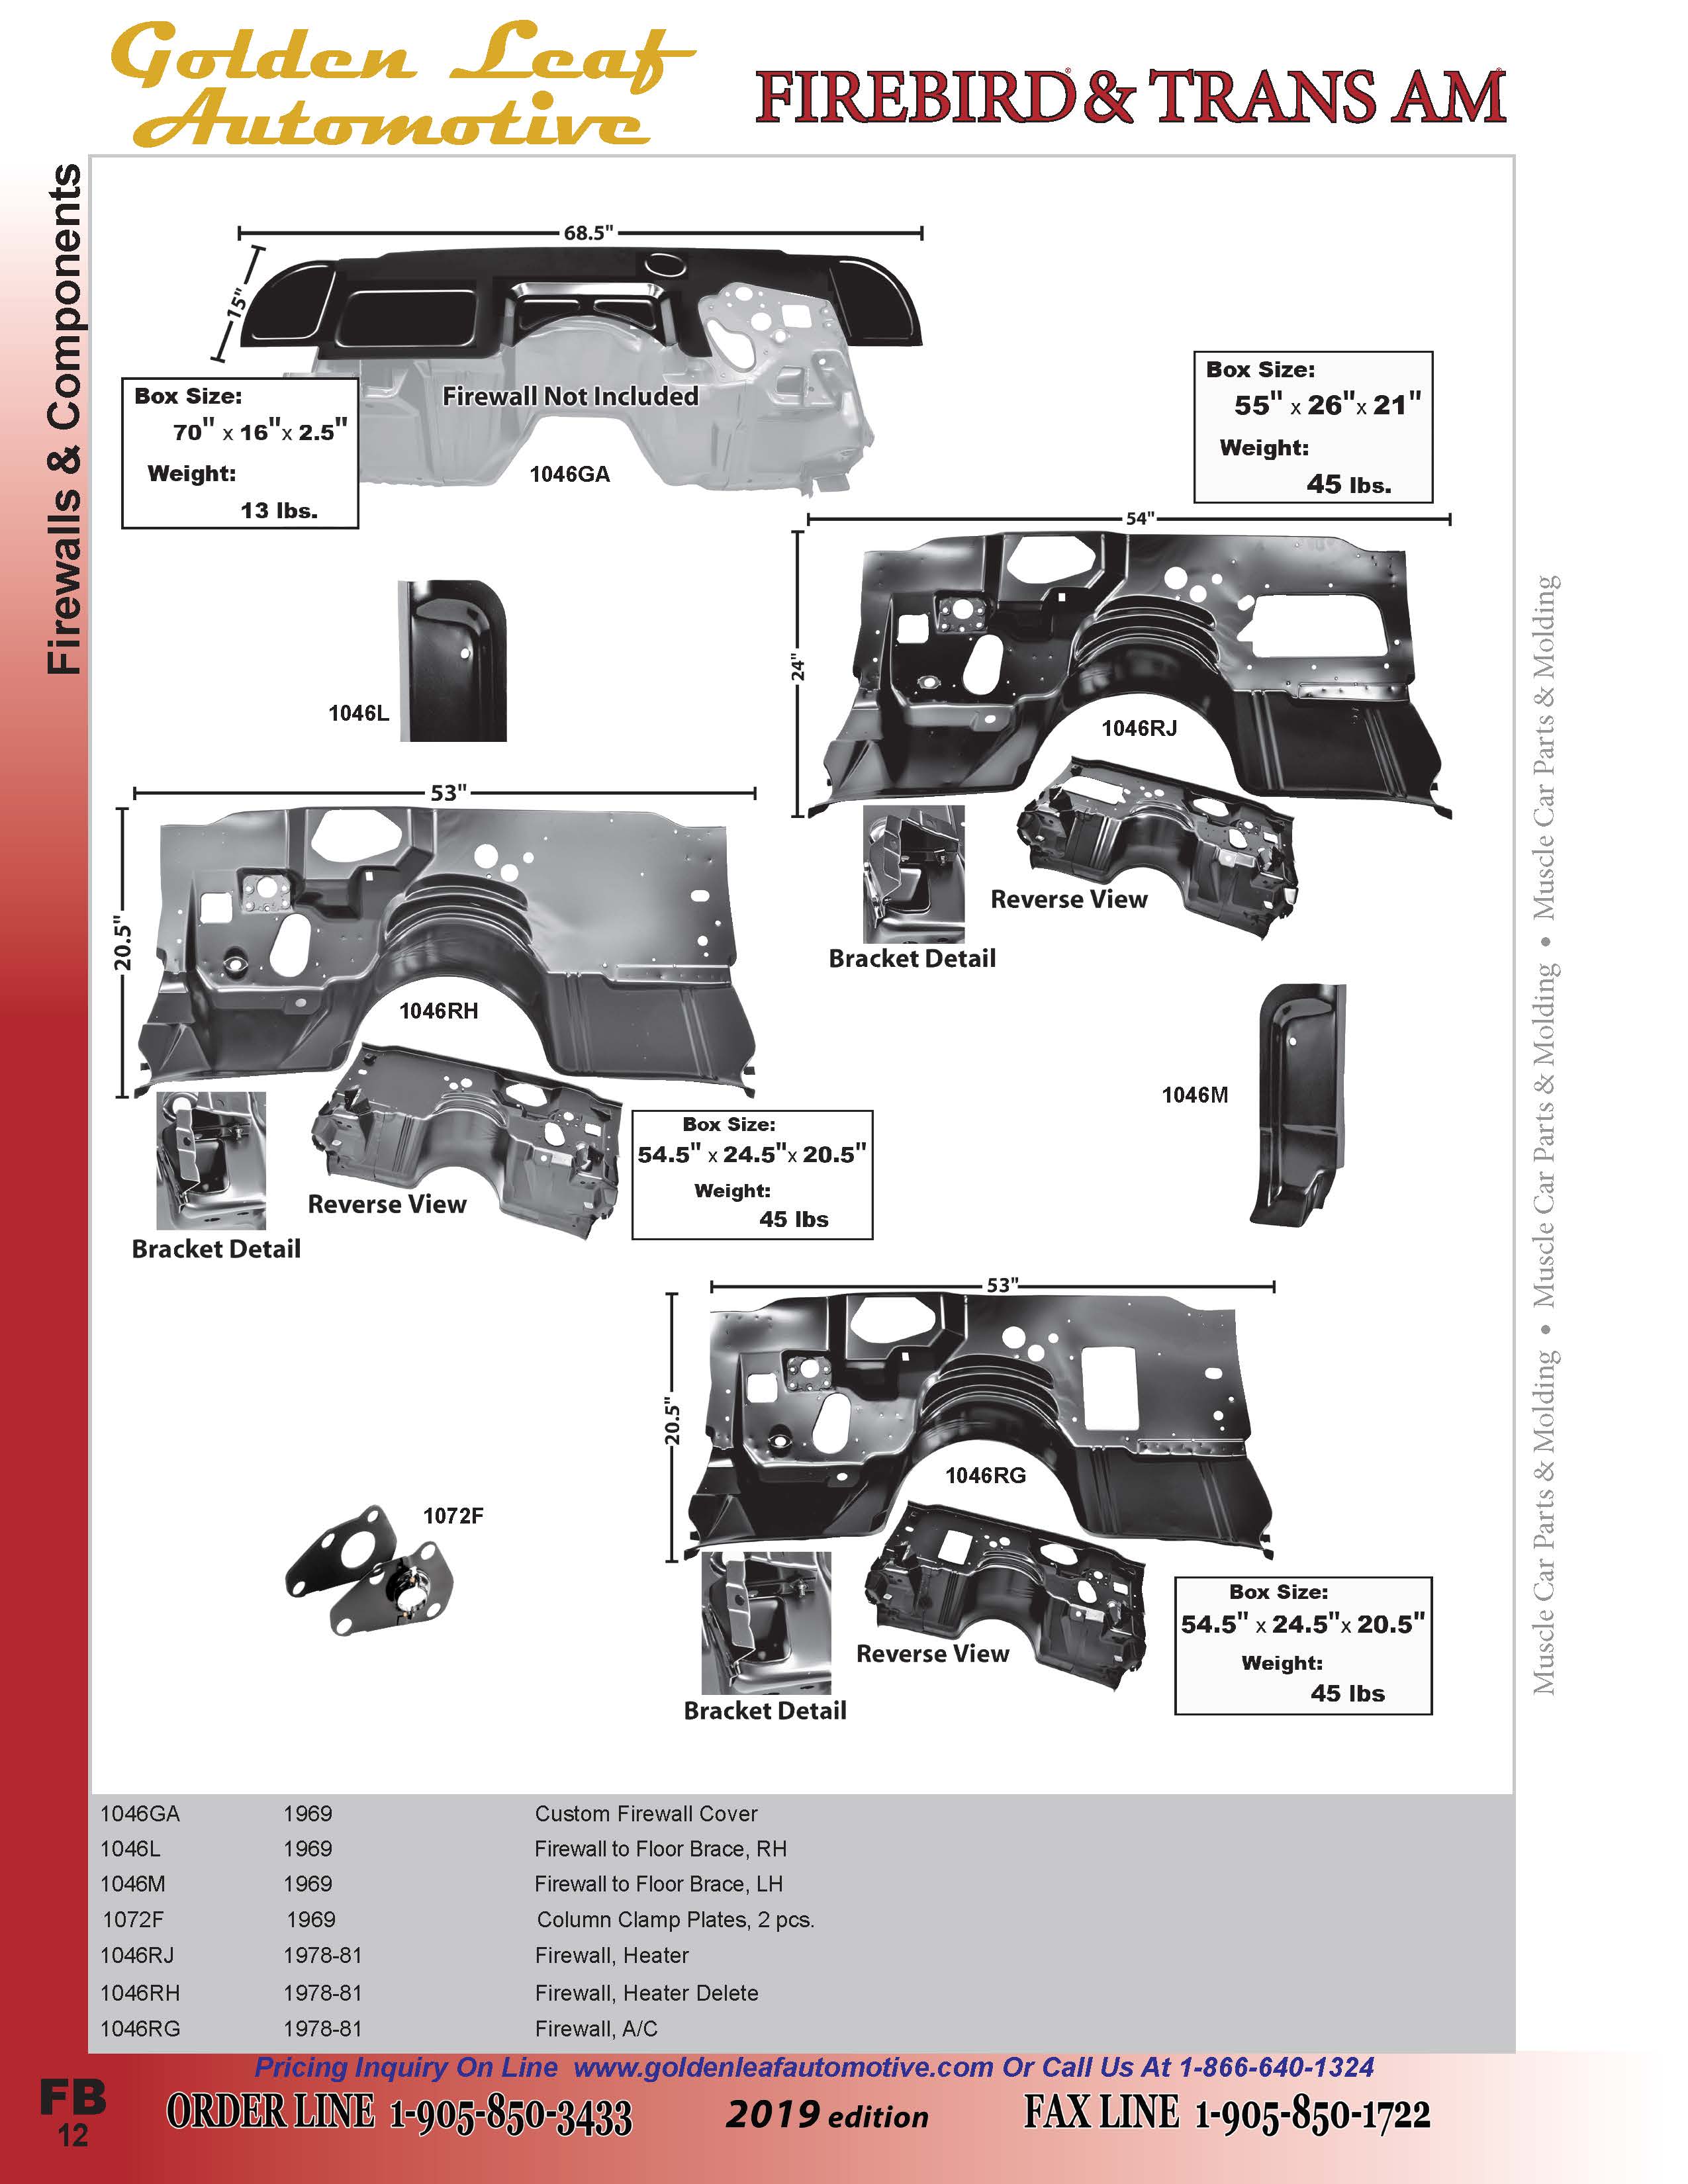 Golden Leaf
Automotive
FIREBIRD® & TRANS AM®
Firewalls & Components
68.5"
15"
Box Size:
70" x 16"x 2.5"
Weight:
13 lbs.
Firewall Not Included
1046GA
Box Size:
55" x 26"x 21"
Weight:
45 lbs.
54"
24"
1046L
1046RJ
Reverse View
Bracket Detail
53"
20.5"
1046RH
1046M
Box Size:
54.5" x 24.5"x 20.5"
Weight:
45 lbs
Reverse View
Bracket Detail
53"
20.5"
1046RG
1072F
Reverse View
Bracket Detail
Box Size:
54.5" x 24.5"x 20.5"
Weight:
45 lbs
Muscle Car Parts & Molding • Muscle Car Parts & Molding • Muscle Car Parts & Molding
1046GA 1969 Custom Firewall Cover
1046L 1969 Firewall to Floor Brace, RH
1046M 1969 Firewall to Floor Brace, LH
1072F 1969 Column Clamp Plates, 2 pcs.
1046RJ 1978-81 Firewall, Heater
1046RH 1978-81 Firewall, Heater Delete
1046RG 1978-81 Firewall, A/C
Pricing Inquiry On Line www.goldenleafautomotive.com Or Call Us At 1-866-640-1324
FB
12
ORDER LINE 1-905-850-3433
2019 edition
FAX LINE 1-905-850-1722